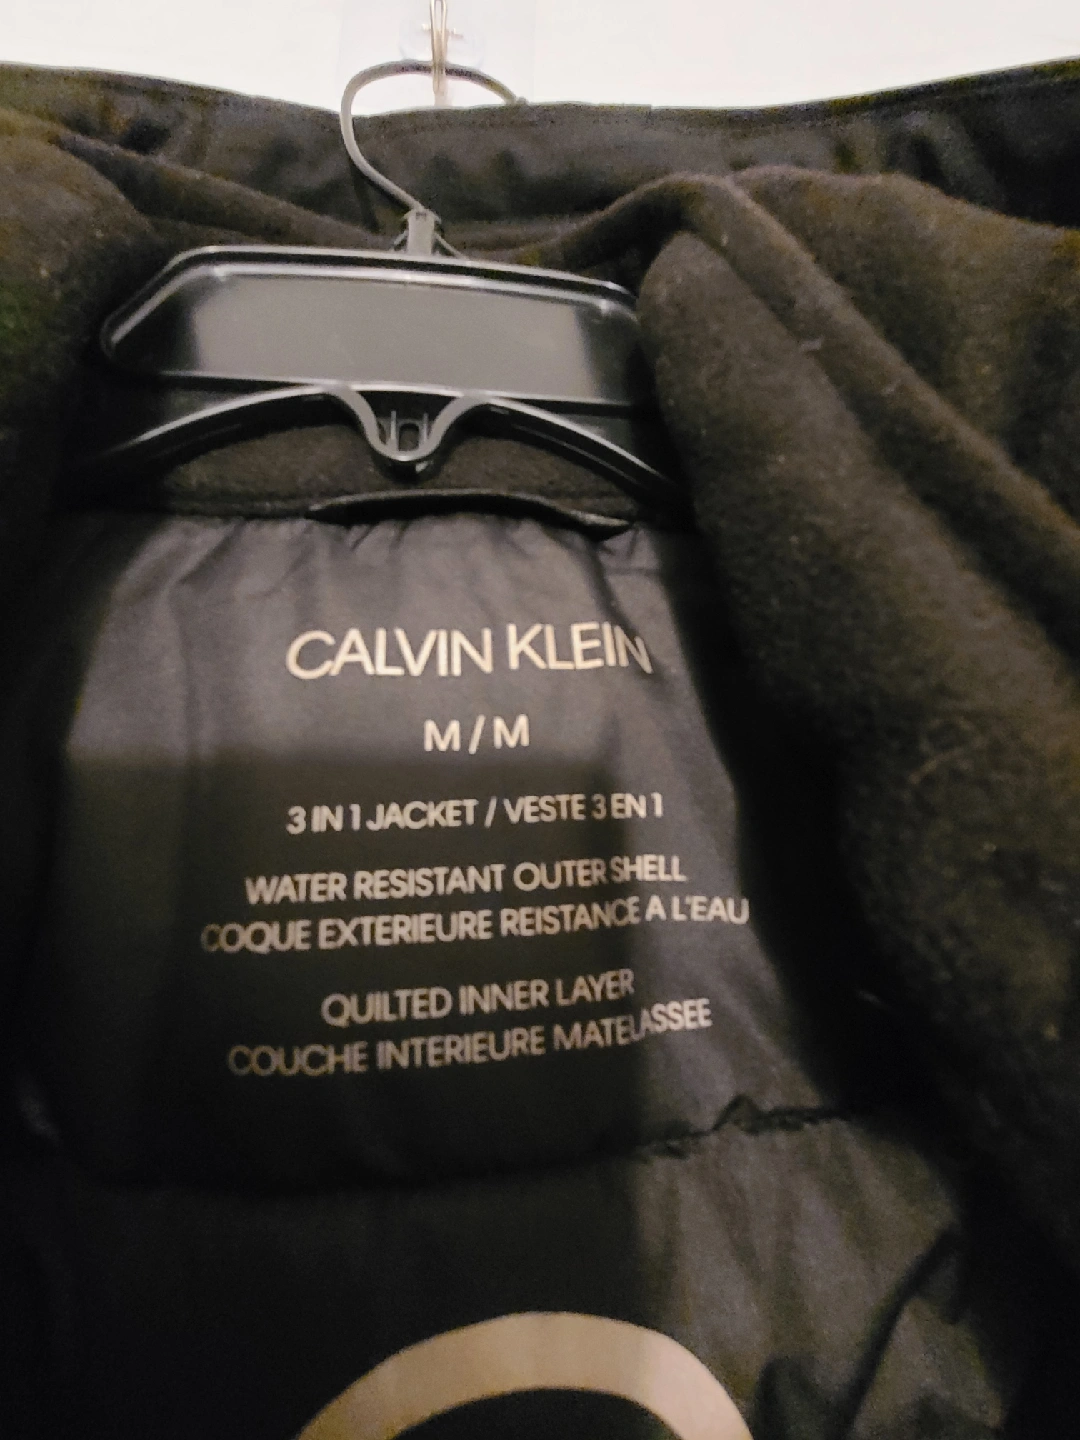 CALVIN KLEIN
M / M
3 IN 1 JACKET / VESTE 3 EN 1
WATER RESISTANT OUTER SHELL
COQUE EXTERIEURE REISTANCE A L'EAU
QUILTED INNER LAYER
COUCHE INTERIEURE MATELASSEE